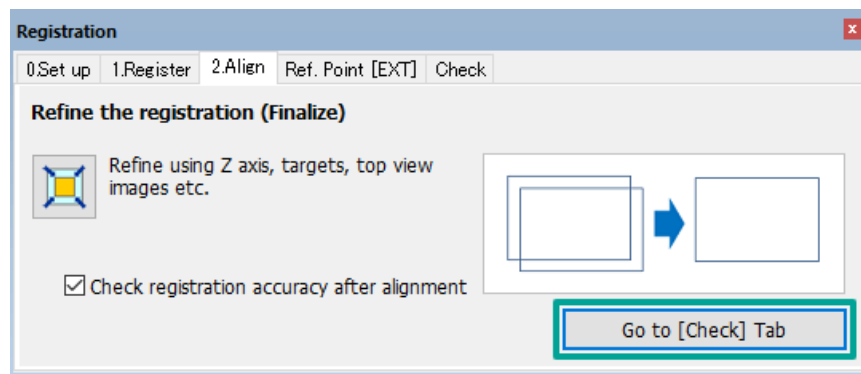 Registration
0.Set up 1.Register 2.Align Ref. Point [EXT] Check
Refine the registration (Finalize)
Refine using Z axis, targets, top view
images etc.
Check registration accuracy after alignment
Go to [Check] Tab